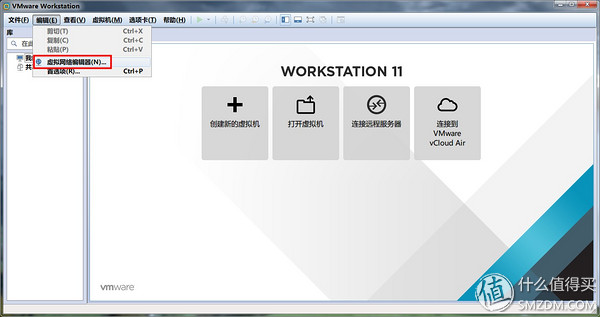 VMware Workstation
文件(F) 编辑(E) 查看(V) 虚拟机(M) 选项卡(T) 帮助(H)
库
剪切(T) Ctrl+X
复制(C) Ctrl+C
粘贴(P) Ctrl+V
虚拟网络编辑器(N)...
首选项(R)... Ctrl+P
在此
我
共
WORKSTATION 11
创建新的虚拟机
打开虚拟机
连接远程服务器
连接到
VMware
vCloud Air
vmware
值 什么值得买
SMZDM.COM